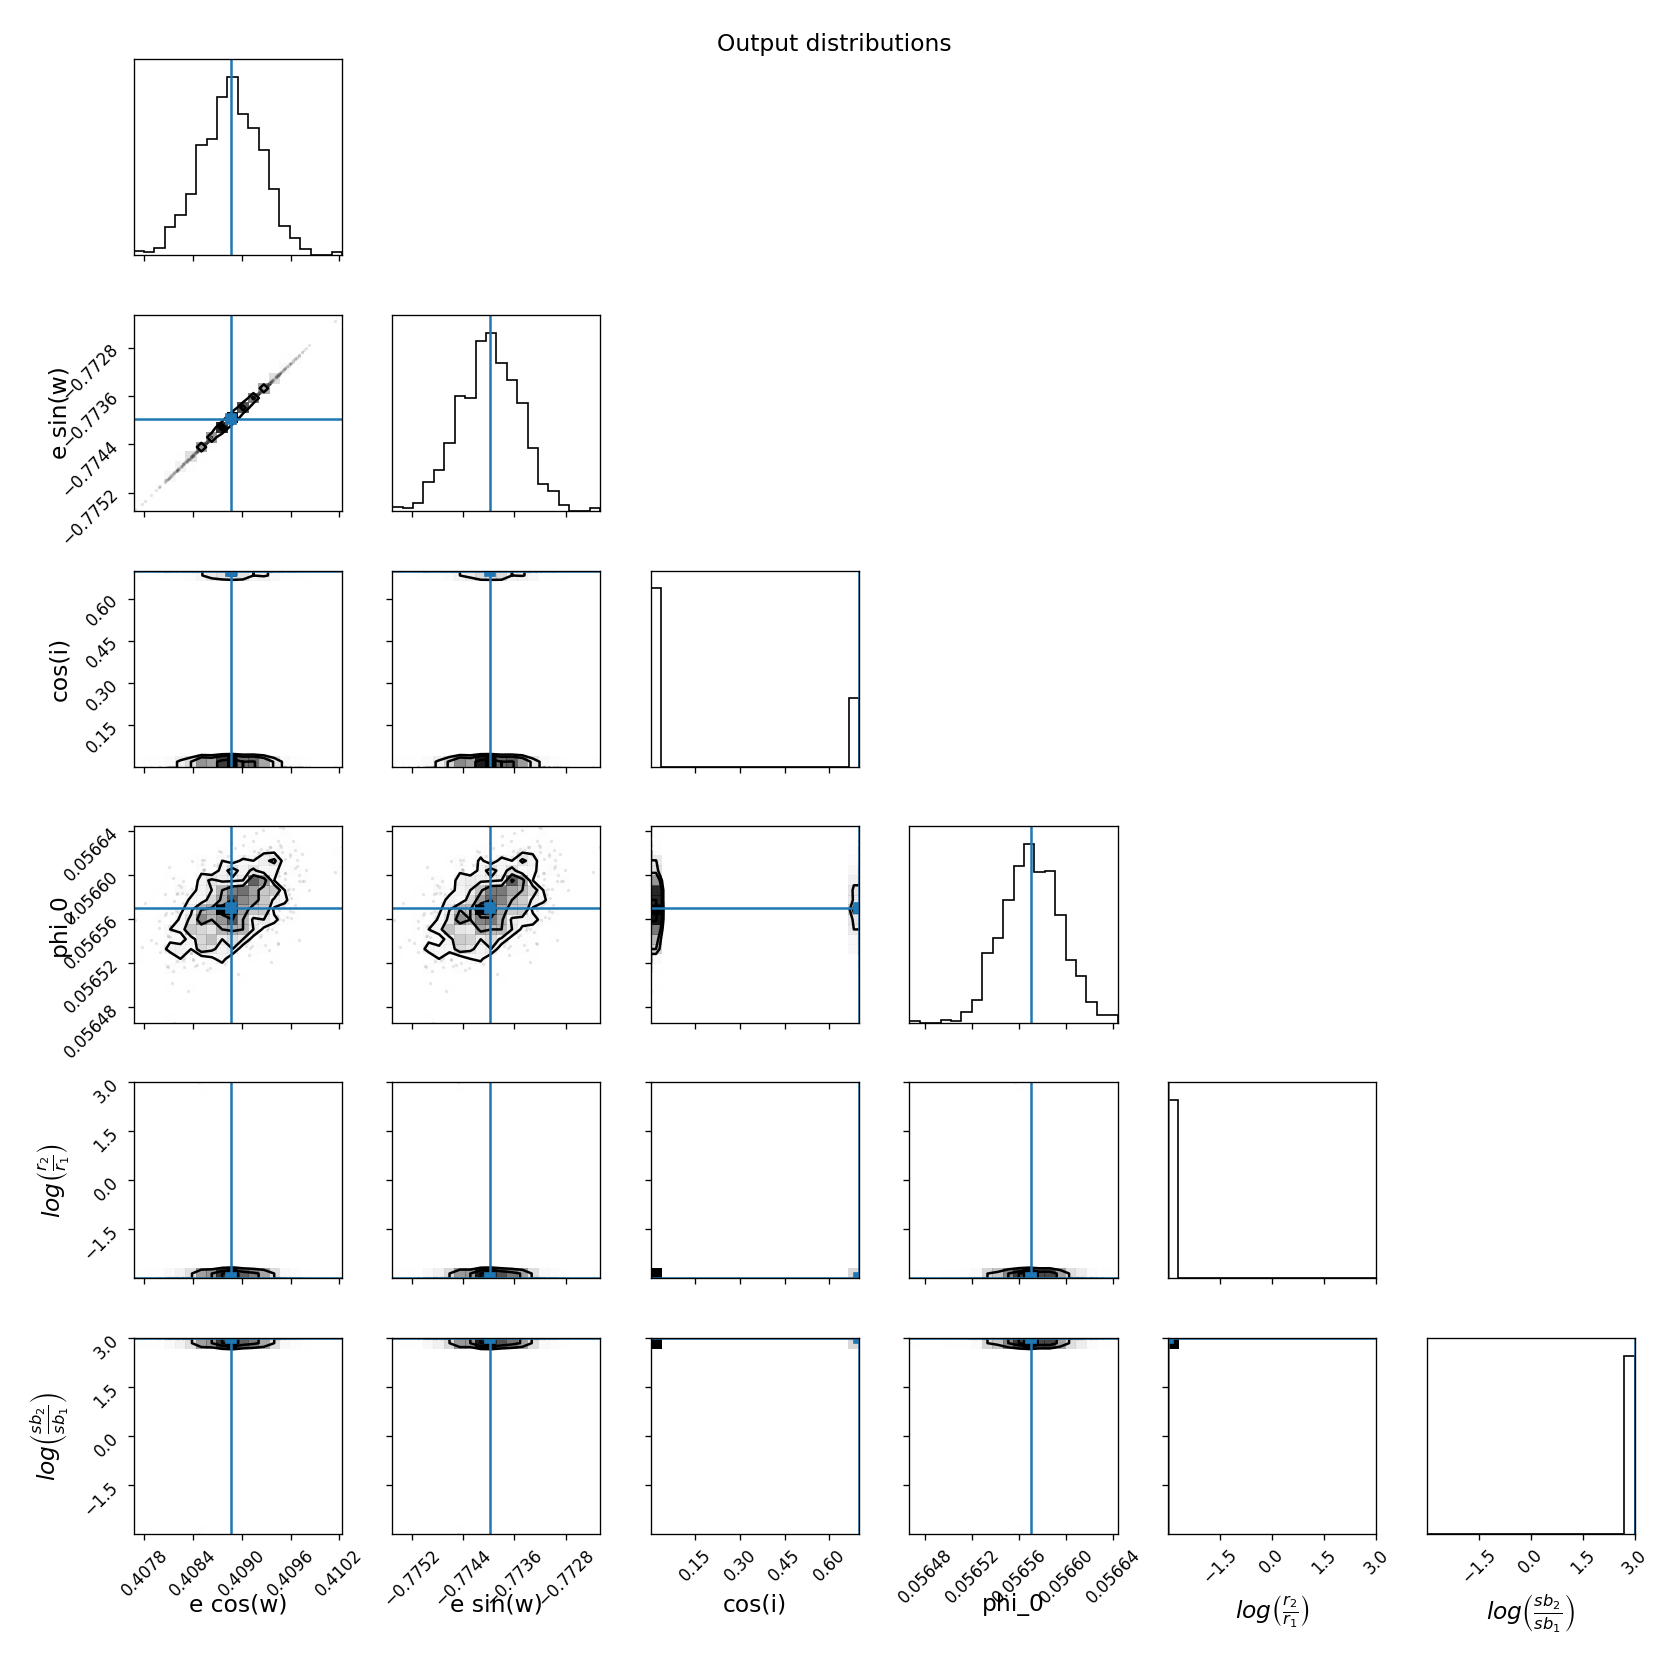 Output distributions
e sin(w)
−0.7728
−0.7736
−0.7744
−0.7752
cos(i)
0.60
0.45
0.30
0.15
phi_0
0.05664
0.05660
0.05656
0.05652
0.05648
log(r₂/r₁)
3.0
1.5
0.0
−1.5
log(sb₂/sb₁)
3.0
1.5
0.0
−1.5
0.4078 0.4084 0.4090 0.4096 0.4102
e cos(w)
−0.7752 −0.7744 −0.7736 −0.7728
e sin(w)
0.15 0.30 0.45 0.60
cos(i)
0.05648 0.05652 0.05656 0.05660 0.05664
phi_0
−1.5 0.0 1.5 3.0
log(r₂/r₁)
−1.5 0.0 1.5 3.0
log(sb₂/sb₁)